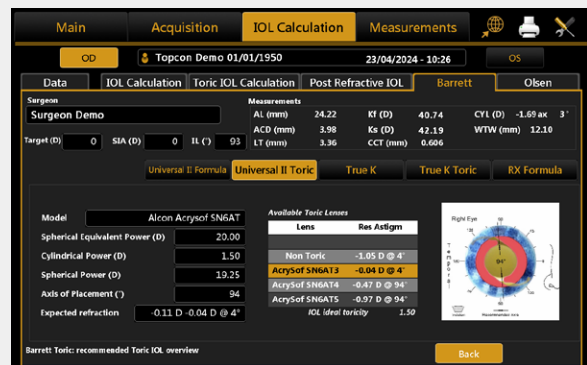 Main Acquisition IOL Calculation Measurements
OD Topcon Demo 01/01/1950 23/04/2024 - 10:26 OS
Data IOL Calculation Toric IOL Calculation Post Refractive IOL Barrett Olsen
Surgeon Measurements
Surgeon Demo
AL (mm) 24.22 Kf (D) 40.74 CYL (D) -1.69 ax 3°
ACD (mm) 3.98 Ks (D) 42.19 WTW (mm) 12.10
Target (D) 0 SIA (D) 0 IL (°) 93 LT (mm) 3.36 CCT (mm) 0.606
Universal II Formula Universal II Toric True K True K Toric RX Formula
Model Alcon Acrysof SN6AT
Spherical Equivalent Power (D) 20.00
Cylindrical Power (D) 1.50
Spherical Power (D) 19.25
Axis of Placement (°) 94
Expected refraction -0.11 D -0.04 D @ 4°
Available Toric Lenses
Lens Res Astigm
Non Toric -1.05 D @ 4°
AcrySof SN6AT3 -0.04 D @ 4°
AcrySof SN6AT4 -0.47 D @ 94°
AcrySof SN6AT5 -0.97 D @ 94°
IOL ideal toricity 1.50
Right Eye
Temporal
94°
Barrett Toric: recommended Toric IOL overview
Back